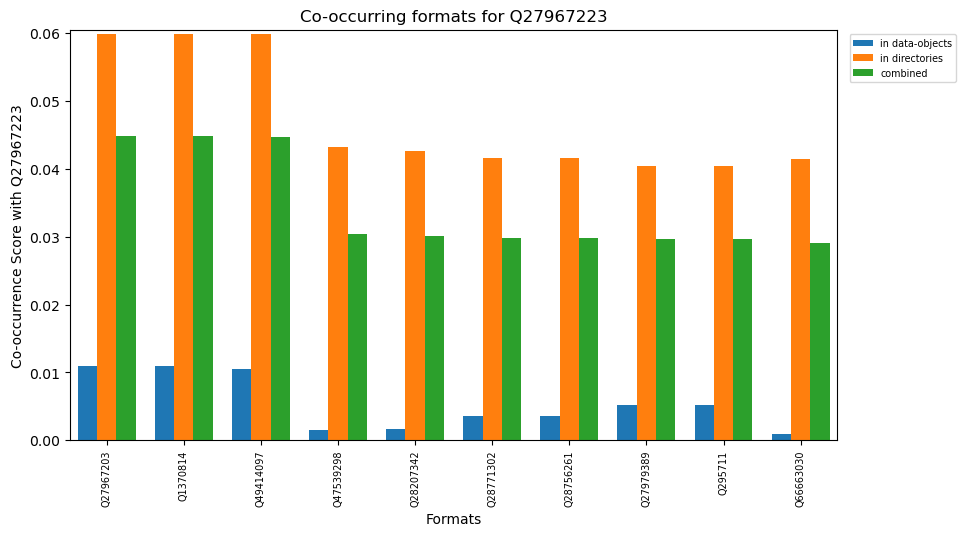 Co-occurring formats for Q27967223
in data-objects
in directories
combined
Co-occurrence Score with Q27967223
0.06
0.05
0.04
0.03
0.02
0.01
0.00
Q27967203
Q1370814
Q49414097
Q47539298
Q28207342
Q28771302
Q28756261
Q27979389
Q295711
Q66663030
Formats